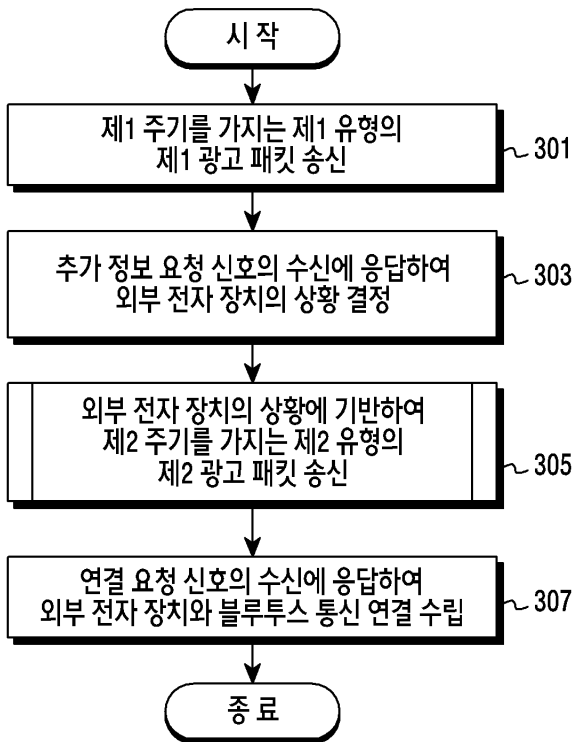 시 작
제1 주기를 가지는 제1 유형의
제1 광고 패킷 송신
301
추가 정보 요청 신호의 수신에 응답하여
외부 전자 장치의 상황 결정
303
외부 전자 장치의 상황에 기반하여
제2 주기를 가지는 제2 유형의
제2 광고 패킷 송신
305
연결 요청 신호의 수신에 응답하여
외부 전자 장치와 블루투스 통신 연결 수립
307
종 료